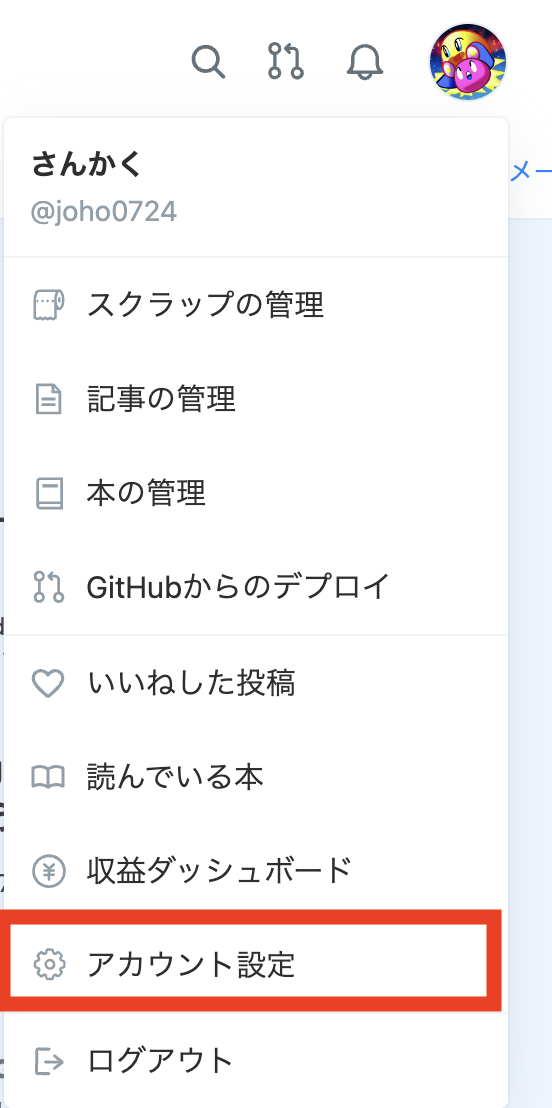 メー
さんかく
@joho0724
スクラップの管理
記事の管理
本の管理
GitHubからのデプロイ
いいねした投稿
読んでいる本
収益ダッシュボード
アカウント設定
ログアウト